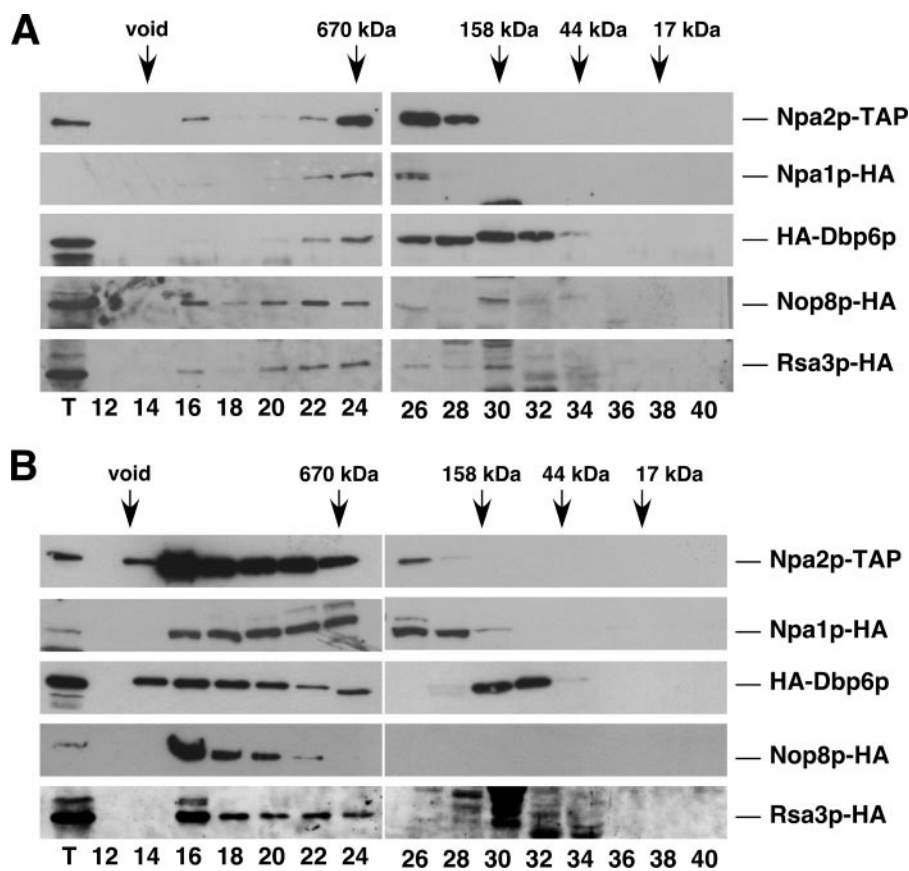 A
void 670 kDa 158 kDa 44 kDa 17 kDa
Npa2p-TAP
Npa1p-HA
HA-Dbp6p
Nop8p-HA
Rsa3p-HA
T 12 14 16 18 20 22 24 26 28 30 32 34 36 38 40
B
void 670 kDa 158 kDa 44 kDa 17 kDa
Npa2p-TAP
Npa1p-HA
HA-Dbp6p
Nop8p-HA
Rsa3p-HA
T 12 14 16 18 20 22 24 26 28 30 32 34 36 38 40